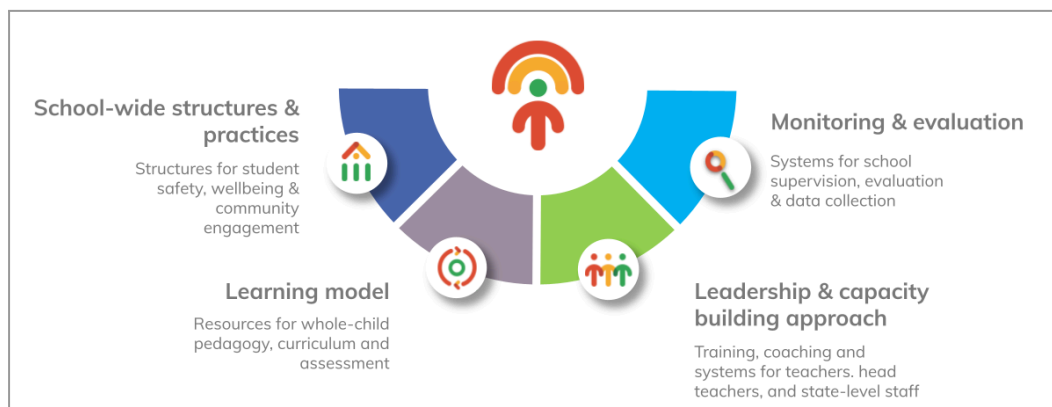 School-wide structures &
practices
Structures for student
safety, wellbeing &
community
engagement
Learning model
Resources for whole-child
pedagogy, curriculum and
assessment
Leadership & capacity
building approach
Training, coaching and
systems for teachers. head
teachers, and state-level staff
Monitoring & evaluation
Systems for school
supervision, evaluation
& data collection